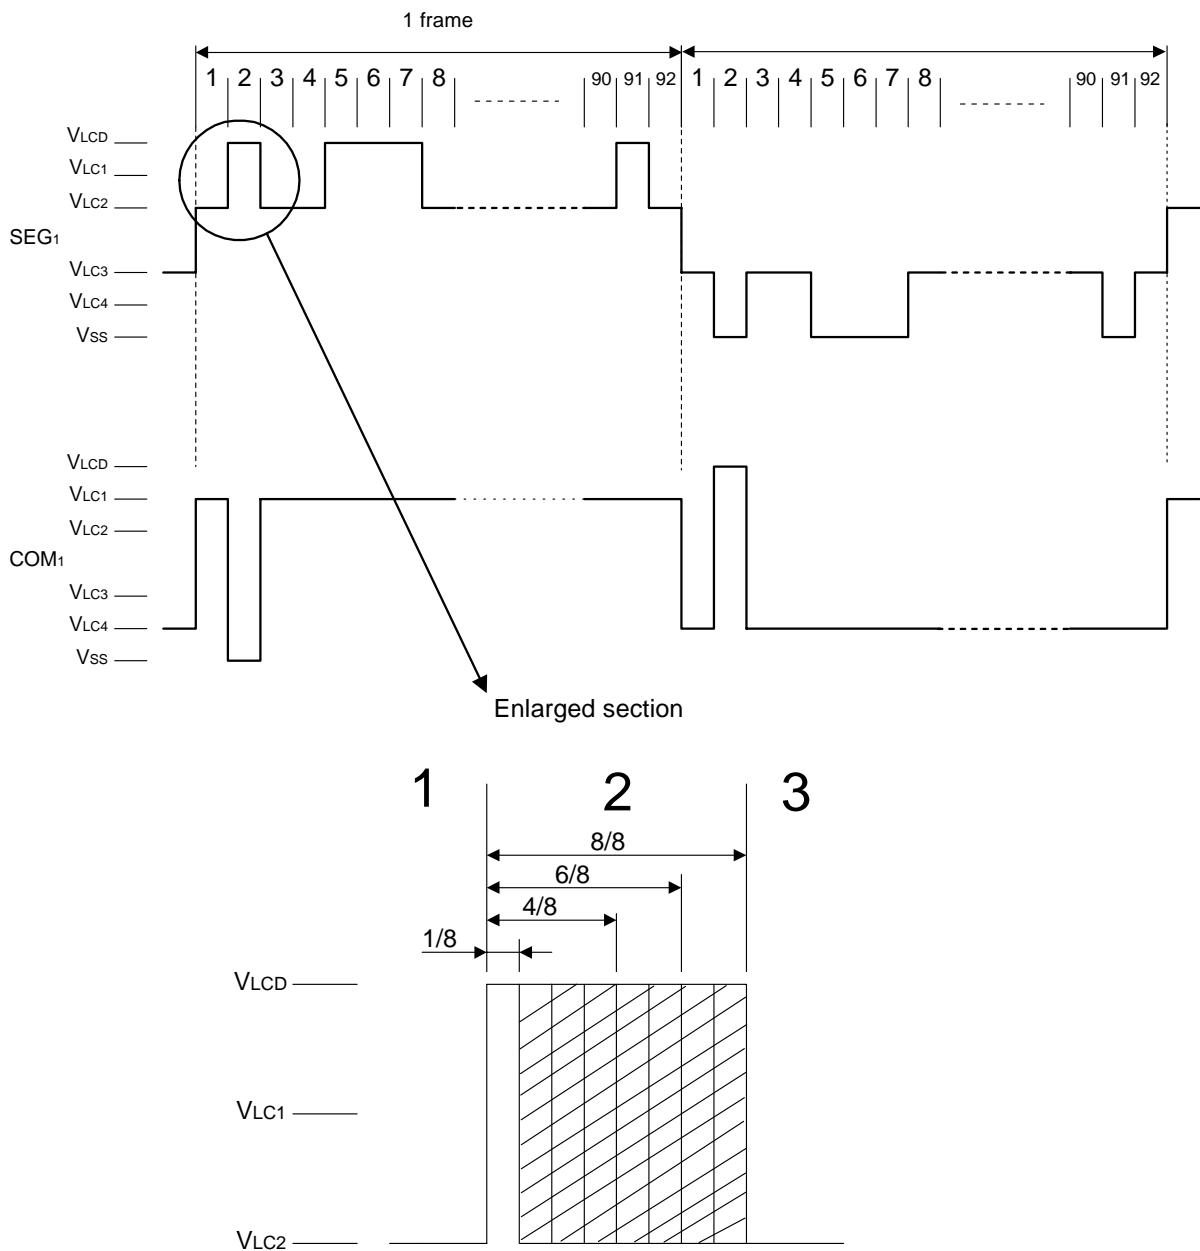 1 frame
1 2 3 4 5 6 7 8 90 91 92 1 2 3 4 5 6 7 8 90 91 92
VLCD
VLC1
VLC2
SEG1
VLC3
VLC4
VSS
VLCD
VLC1
VLC2
COM1
VLC3
VLC4
VSS
Enlarged section
1 2 3
8/8
6/8
4/8
1/8
VLCD
VLC1
VLC2